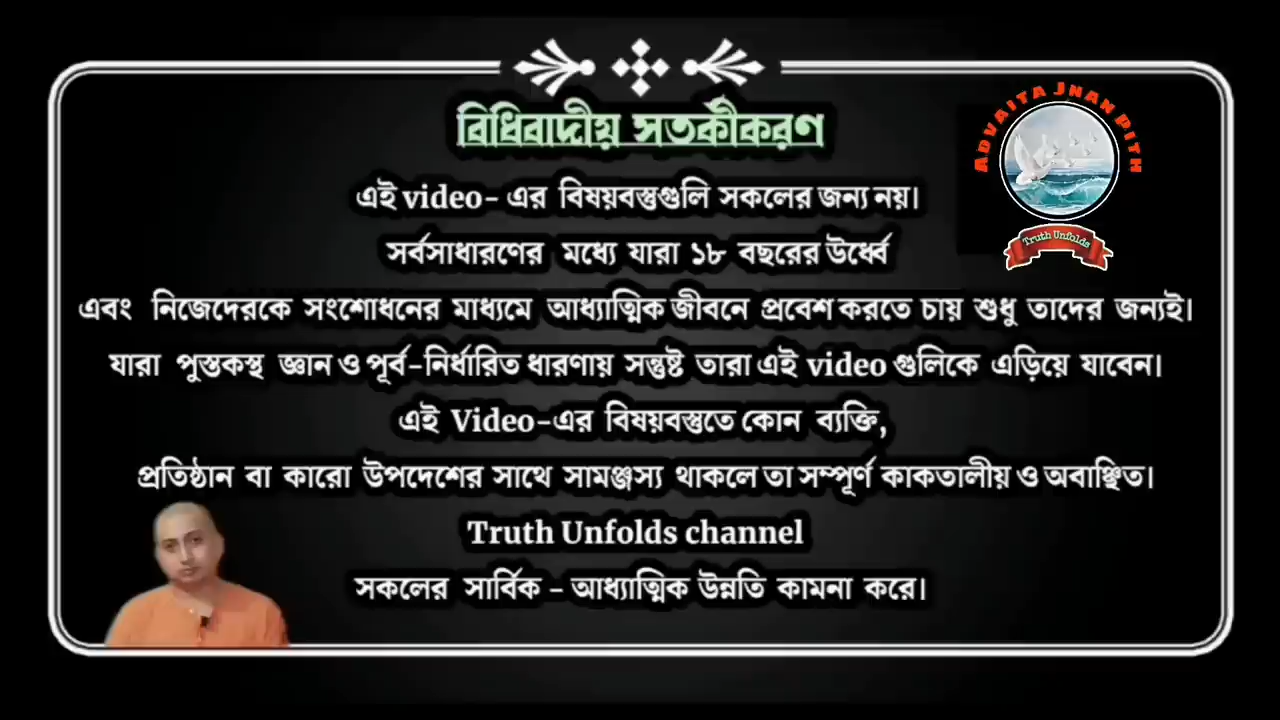 বিধিবাদীয় সতর্কীকরণ
ADVAITA JNAN PITH
Truth Unfolds
এই video- এর বিষয়বস্তুগুলি সকলের জন্য নয়।
সর্বসাধারণের মধ্যে যারা ১৮ বছরের উর্ধ্বে
এবং নিজেদেরকে সংশোধনের মাধ্যমে আধ্যাত্মিক জীবনে প্রবেশ করতে চায় শুধু তাদের জন্যই।
যারা পুস্তকস্থ জ্ঞান ও পূর্ব-নির্ধারিত ধারণায় সন্তুষ্ট তারা এই video গুলিকে এড়িয়ে যাবেন।
এই Video-এর বিষয়বস্তুতে কোন ব্যক্তি,
প্রতিষ্ঠান বা কারো উপদেশের সাথে সামঞ্জস্য থাকলে তা সম্পূর্ণ কাকতালীয় ও অবাঞ্ছিত।
Truth Unfolds channel
সকলের সার্বিক - আধ্যাত্মিক উন্নতি কামনা করে।